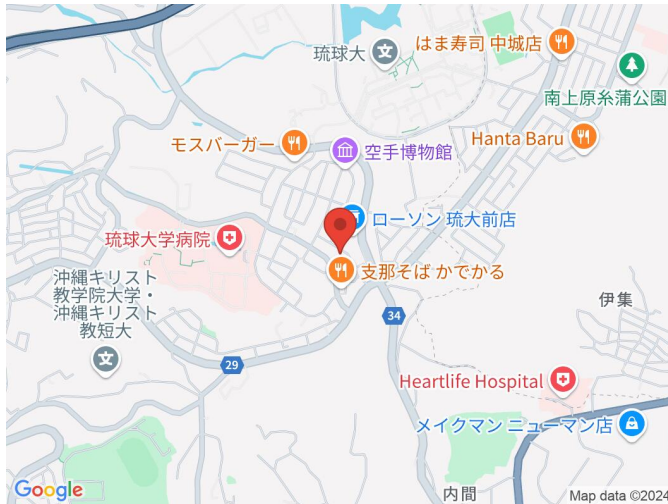 はま寿司 中城店
琉球大
南上原糸蒲公園
モスバーガー
Hanta Baru
空手博物館
ローソン 琉大前店
琉球大学病院
支那そば かでかる
沖縄キリスト
教学院大学・
沖縄キリスト
教短大
伊集
34
29
Heartlife Hospital
メイクマン ニューマン店
内間
Google
Map data ©2024